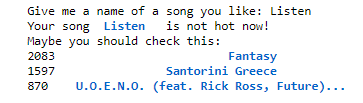 Give me a name of a song you like: Listen
Your song Listen is not hot now!
Maybe you should check this:
2083 Fantasy
1597 Santorini Greece
870 U.O.E.N.O. (feat. Rick Ross, Future)...